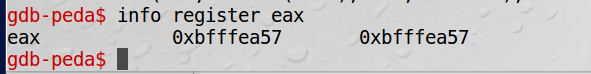 gdb-peda$ info register eax
eax            0xbfffea57       0xbfffea57
gdb-peda$